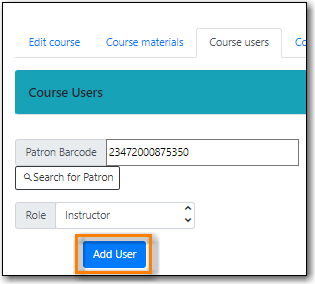 Edit course Course materials Course users Co
Course Users
Patron Barcode 23472000875350
Search for Patron
Role Instructor
Add User